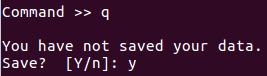 Command >> q
You have not saved your data.
Save?  [Y/n]: y